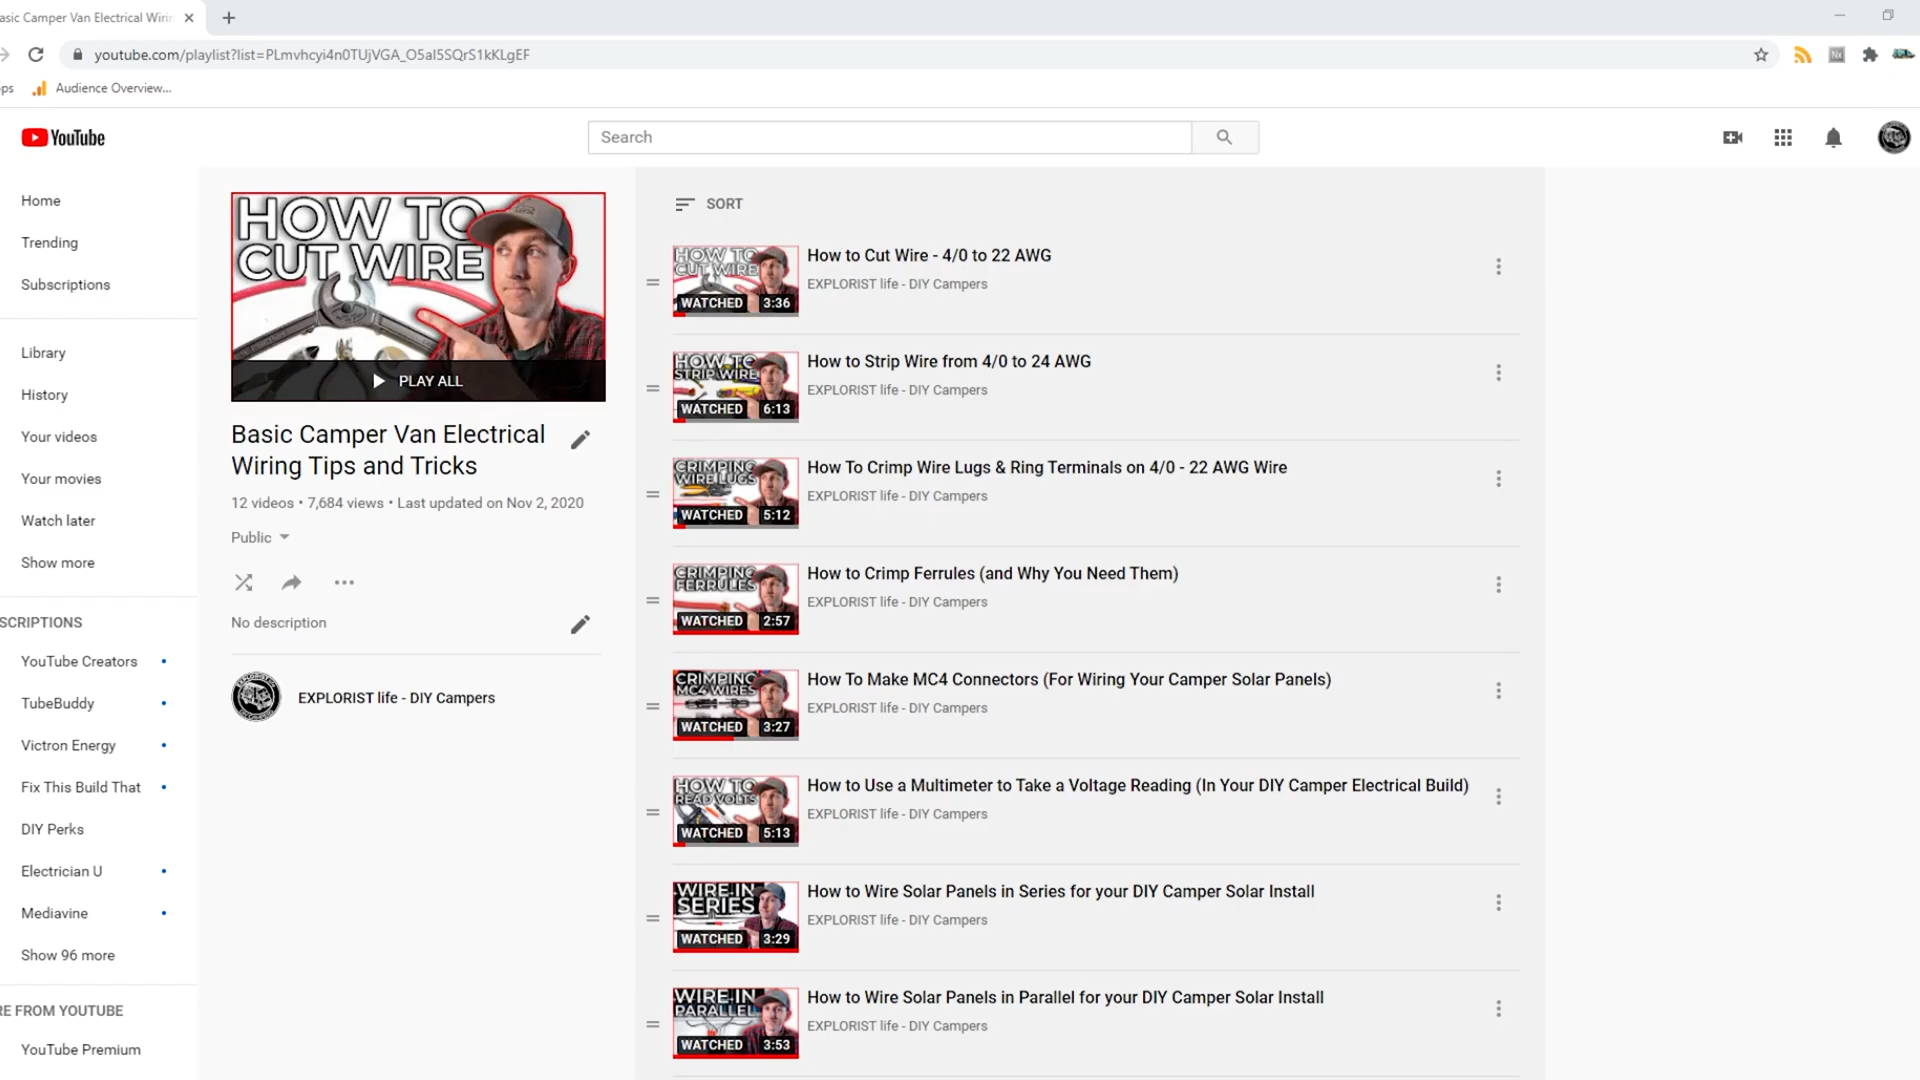 asic Camper Van Electrical Wirin
youtube.com/playlist?list=PLmvhcyi4n0TUjVGA_O5aI5SQrS1kKLgEF
ps
Audience Overview...
YouTube
Search
Home
Trending
Subscriptions
Library
History
Your videos
Your movies
Watch later
Show more
SCRIPTIONS
YouTube Creators
TubeBuddy
Victron Energy
Fix This Build That
DIY Perks
Electrician U
Mediavine
Show 96 more
RE FROM YOUTUBE
YouTube Premium
HOW TO
CUT WIRE
PLAY ALL
Basic Camper Van Electrical
Wiring Tips and Tricks
12 videos • 7,684 views • Last updated on Nov 2, 2020
Public
No description
EXPLORIST life - DIY Campers
SORT
HOW TO
CUT WIRE
WATCHED 3:36
How to Cut Wire - 4/0 to 22 AWG
EXPLORIST life - DIY Campers
HOW TO
STRIP WIRE
WATCHED 6:13
How to Strip Wire from 4/0 to 24 AWG
EXPLORIST life - DIY Campers
CRIMPING
WIRE LUGS
WATCHED 5:12
How To Crimp Wire Lugs & Ring Terminals on 4/0 - 22 AWG Wire
EXPLORIST life - DIY Campers
CRIMPING
FERRULES
WATCHED 2:57
How to Crimp Ferrules (and Why You Need Them)
EXPLORIST life - DIY Campers
CRIMPING
MC4 WIRES
WATCHED 3:27
How To Make MC4 Connectors (For Wiring Your Camper Solar Panels)
EXPLORIST life - DIY Campers
HOW TO
READ VOLTS
WATCHED 5:13
How to Use a Multimeter to Take a Voltage Reading (In Your DIY Camper Electrical Build)
EXPLORIST life - DIY Campers
WIRE IN
SERIES
WATCHED 3:29
How to Wire Solar Panels in Series for your DIY Camper Solar Install
EXPLORIST life - DIY Campers
WIRE IN
PARALLEL
WATCHED 3:53
How to Wire Solar Panels in Parallel for your DIY Camper Solar Install
EXPLORIST life - DIY Campers